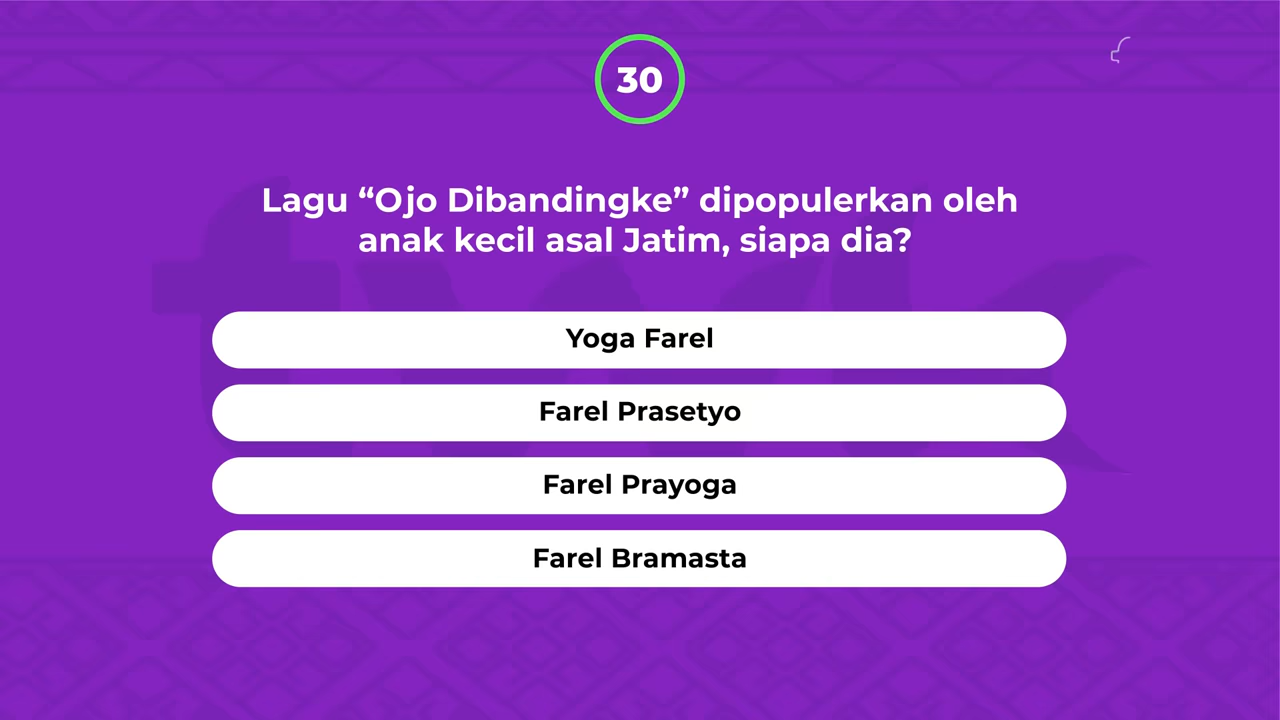 30
Lagu “Ojo Dibandingke” dipopulerkan oleh
anak kecil asal Jatim, siapa dia?
Yoga Farel
Farel Prasetyo
Farel Prayoga
Farel Bramasta